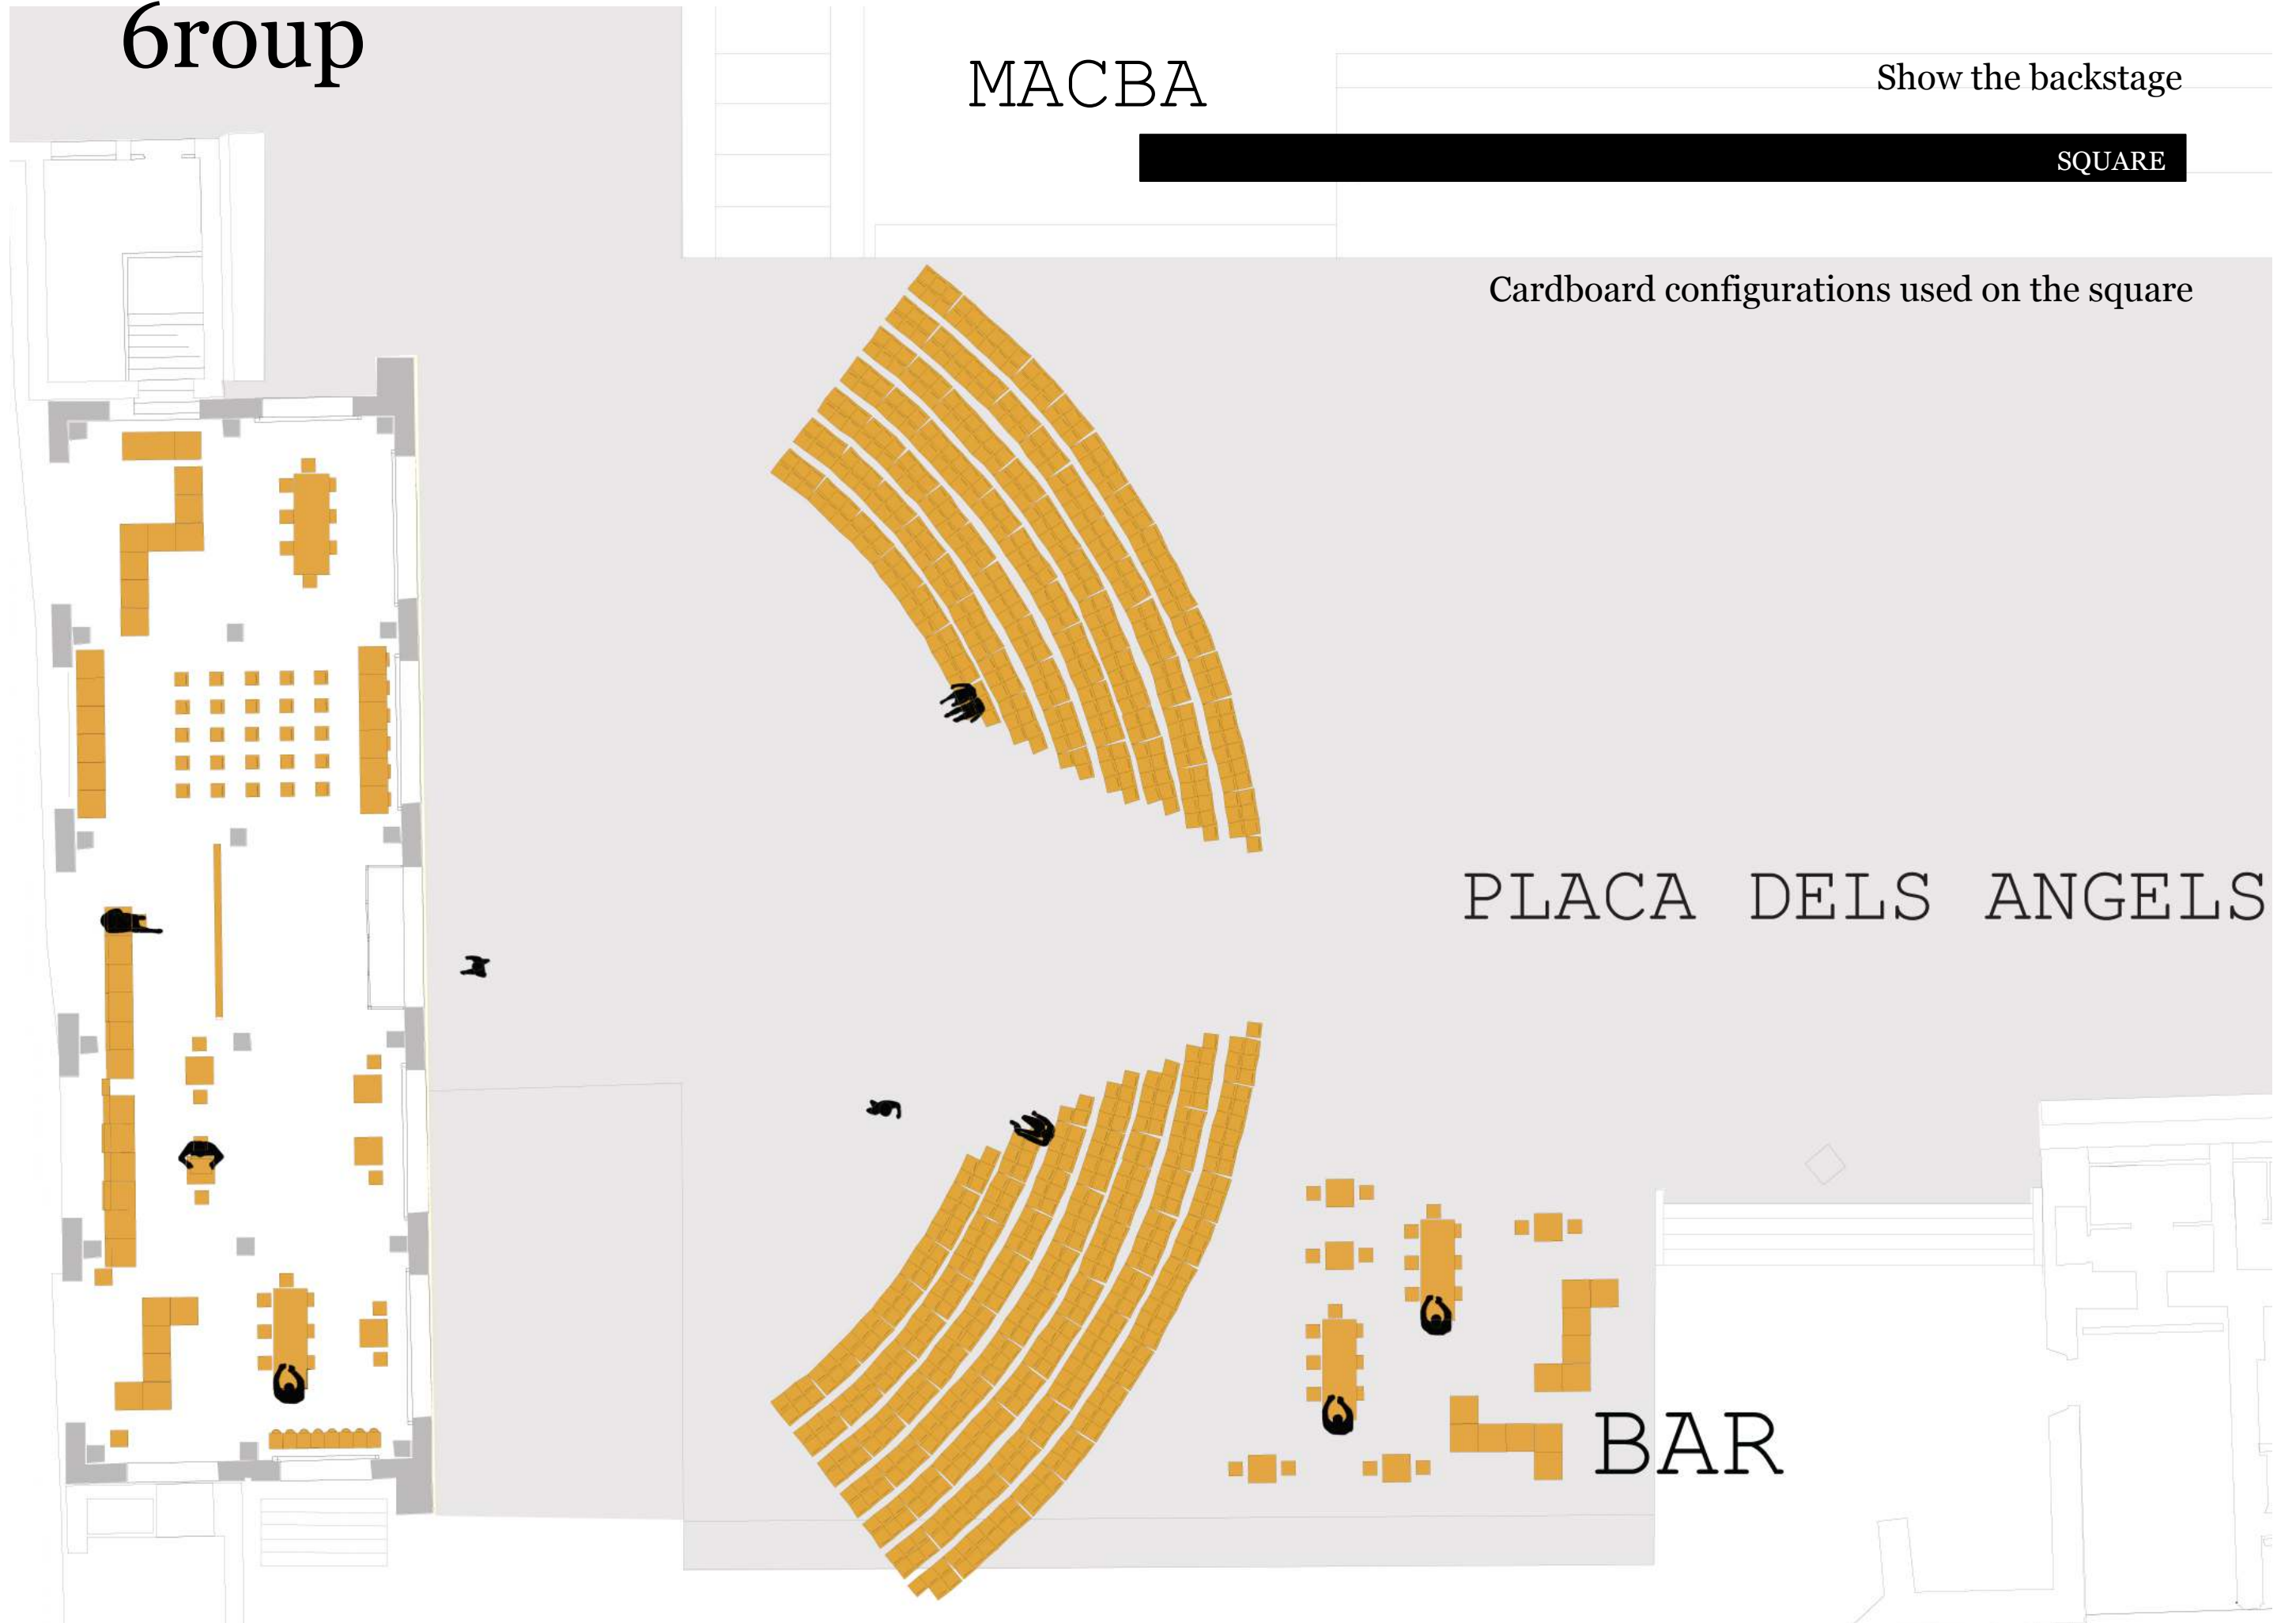 6roup
MACBA
Show the backstage
SQUARE
Cardboard configurations used on the square
PLACA DELS ANGELS
BAR